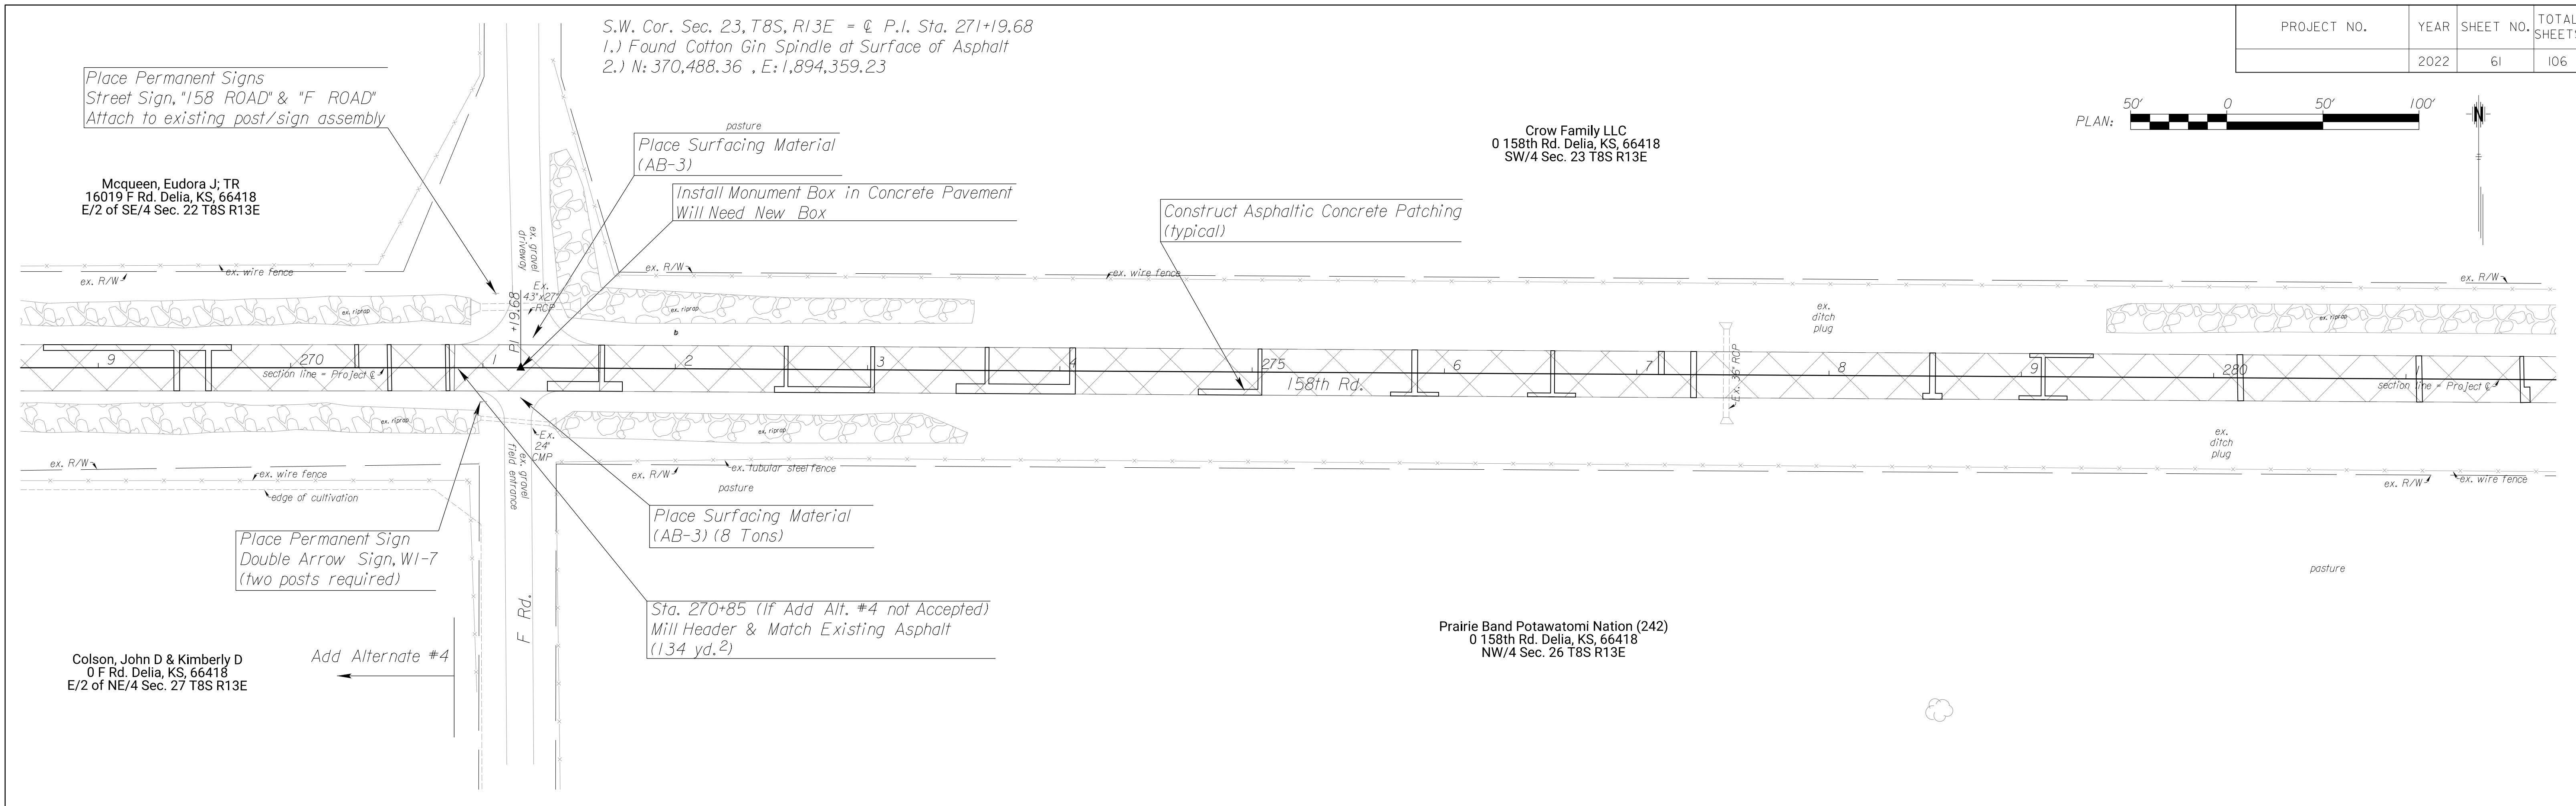 S.W. Cor. Sec. 23, T8S, R13E = ℄ P.I. Sta. 271+19.68
1.) Found Cotton Gin Spindle at Surface of Asphalt
2.) N: 370,488.36 , E: 1,894,359.23
PROJECT NO.
YEAR
SHEET NO.
TOTAL
SHEETS
2022
61
106
PLAN:
50'
0
50'
100'
N
Place Permanent Signs
Street Sign, "158 ROAD" & "F ROAD"
Attach to existing post/sign assembly
Mcqueen, Eudora J; TR
16019 F Rd. Delia, KS, 66418
E/2 of SE/4 Sec. 22 T8S R13E
pasture
Place Surfacing Material
(AB-3)
Install Monument Box in Concrete Pavement
Will Need New Box
Crow Family LLC
0 158th Rd. Delia, KS, 66418
SW/4 Sec. 23 T8S R13E
Construct Asphaltic Concrete Patching
(typical)
ex. gravel
driveway
ex. R/W
ex. wire fence
ex. R/W
ex. wire fence
ex. R/W
Ex.
43"x27"
RCP
PI + 19.68
ex. riprap
ex. riprap
ex.
ditch
plug
ex. riprap
9
270
1
2
3
4
275
6
7
8
9
280
1
section line = Project ℄
158th Rd.
Ex. 36" RCP
section line = Project ℄
ex. riprap
ex. riprap
Ex.
24"
CMP
ex. gravel
field entrance
ex.
ditch
plug
ex. R/W
ex. wire fence
edge of cultivation
ex. R/W
ex. tubular steel fence
pasture
ex. R/W
ex. wire fence
Place Permanent Sign
Double Arrow Sign, W1-7
(two posts required)
Place Surfacing Material
(AB-3) (8 Tons)
pasture
F Rd.
Sta. 270+85 (If Add Alt. #4 not Accepted)
Mill Header & Match Existing Asphalt
(134 yd.²)
Add Alternate #4
Colson, John D & Kimberly D
0 F Rd. Delia, KS, 66418
E/2 of NE/4 Sec. 27 T8S R13E
Prairie Band Potawatomi Nation (242)
0 158th Rd. Delia, KS, 66418
NW/4 Sec. 26 T8S R13E